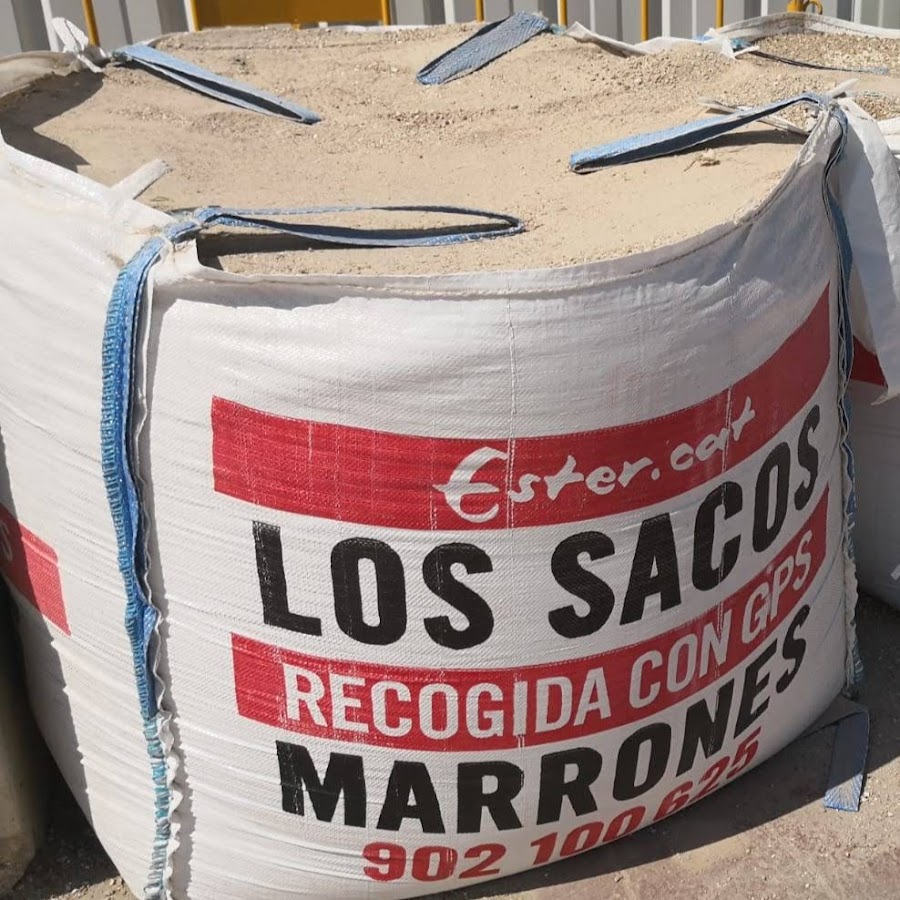 Ester.cat
LOS SACOS
RECOGIDA CON GPS
MARRONES
902 100 625
S